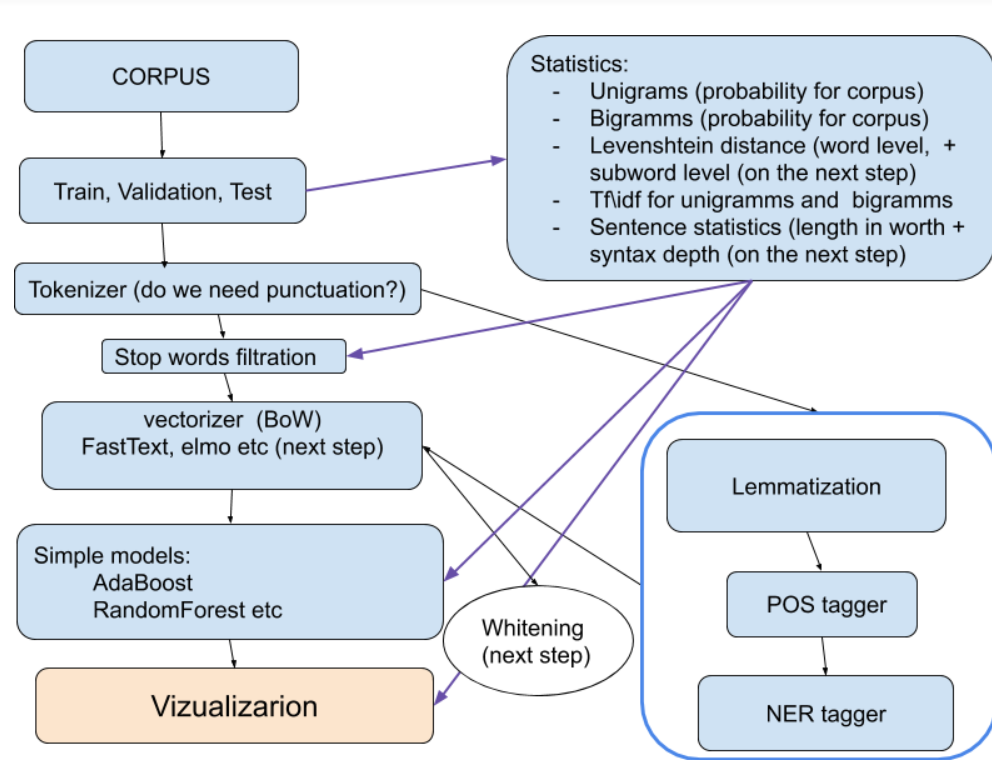 CORPUS
Train, Validation, Test
Tokenizer (do we need punctuation?)
Stop words filtration
vectorizer (BoW)
FastText, elmo etc (next step)
Simple models:
AdaBoost
RandomForest etc
Vizualizarion
Statistics:
- Unigrams (probability for corpus)
- Bigramms (probability for corpus)
- Levenshtein distance (word level, +
subword level (on the next step)
- Tf\idf for unigramms and bigramms
- Sentence statistics (length in worth +
syntax depth (on the next step)
Whitening
(next step)
Lemmatization
POS tagger
NER tagger